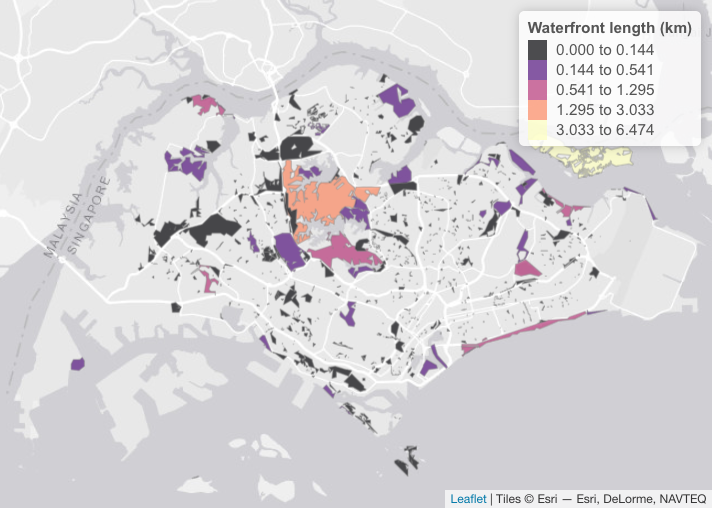 Waterfront length (km)
0.000 to 0.144
0.144 to 0.541
0.541 to 1.295
1.295 to 3.033
3.033 to 6.474
MALAYSIA
SINGAPORE
Leaflet | Tiles © Esri — Esri, DeLorme, NAVTEQ